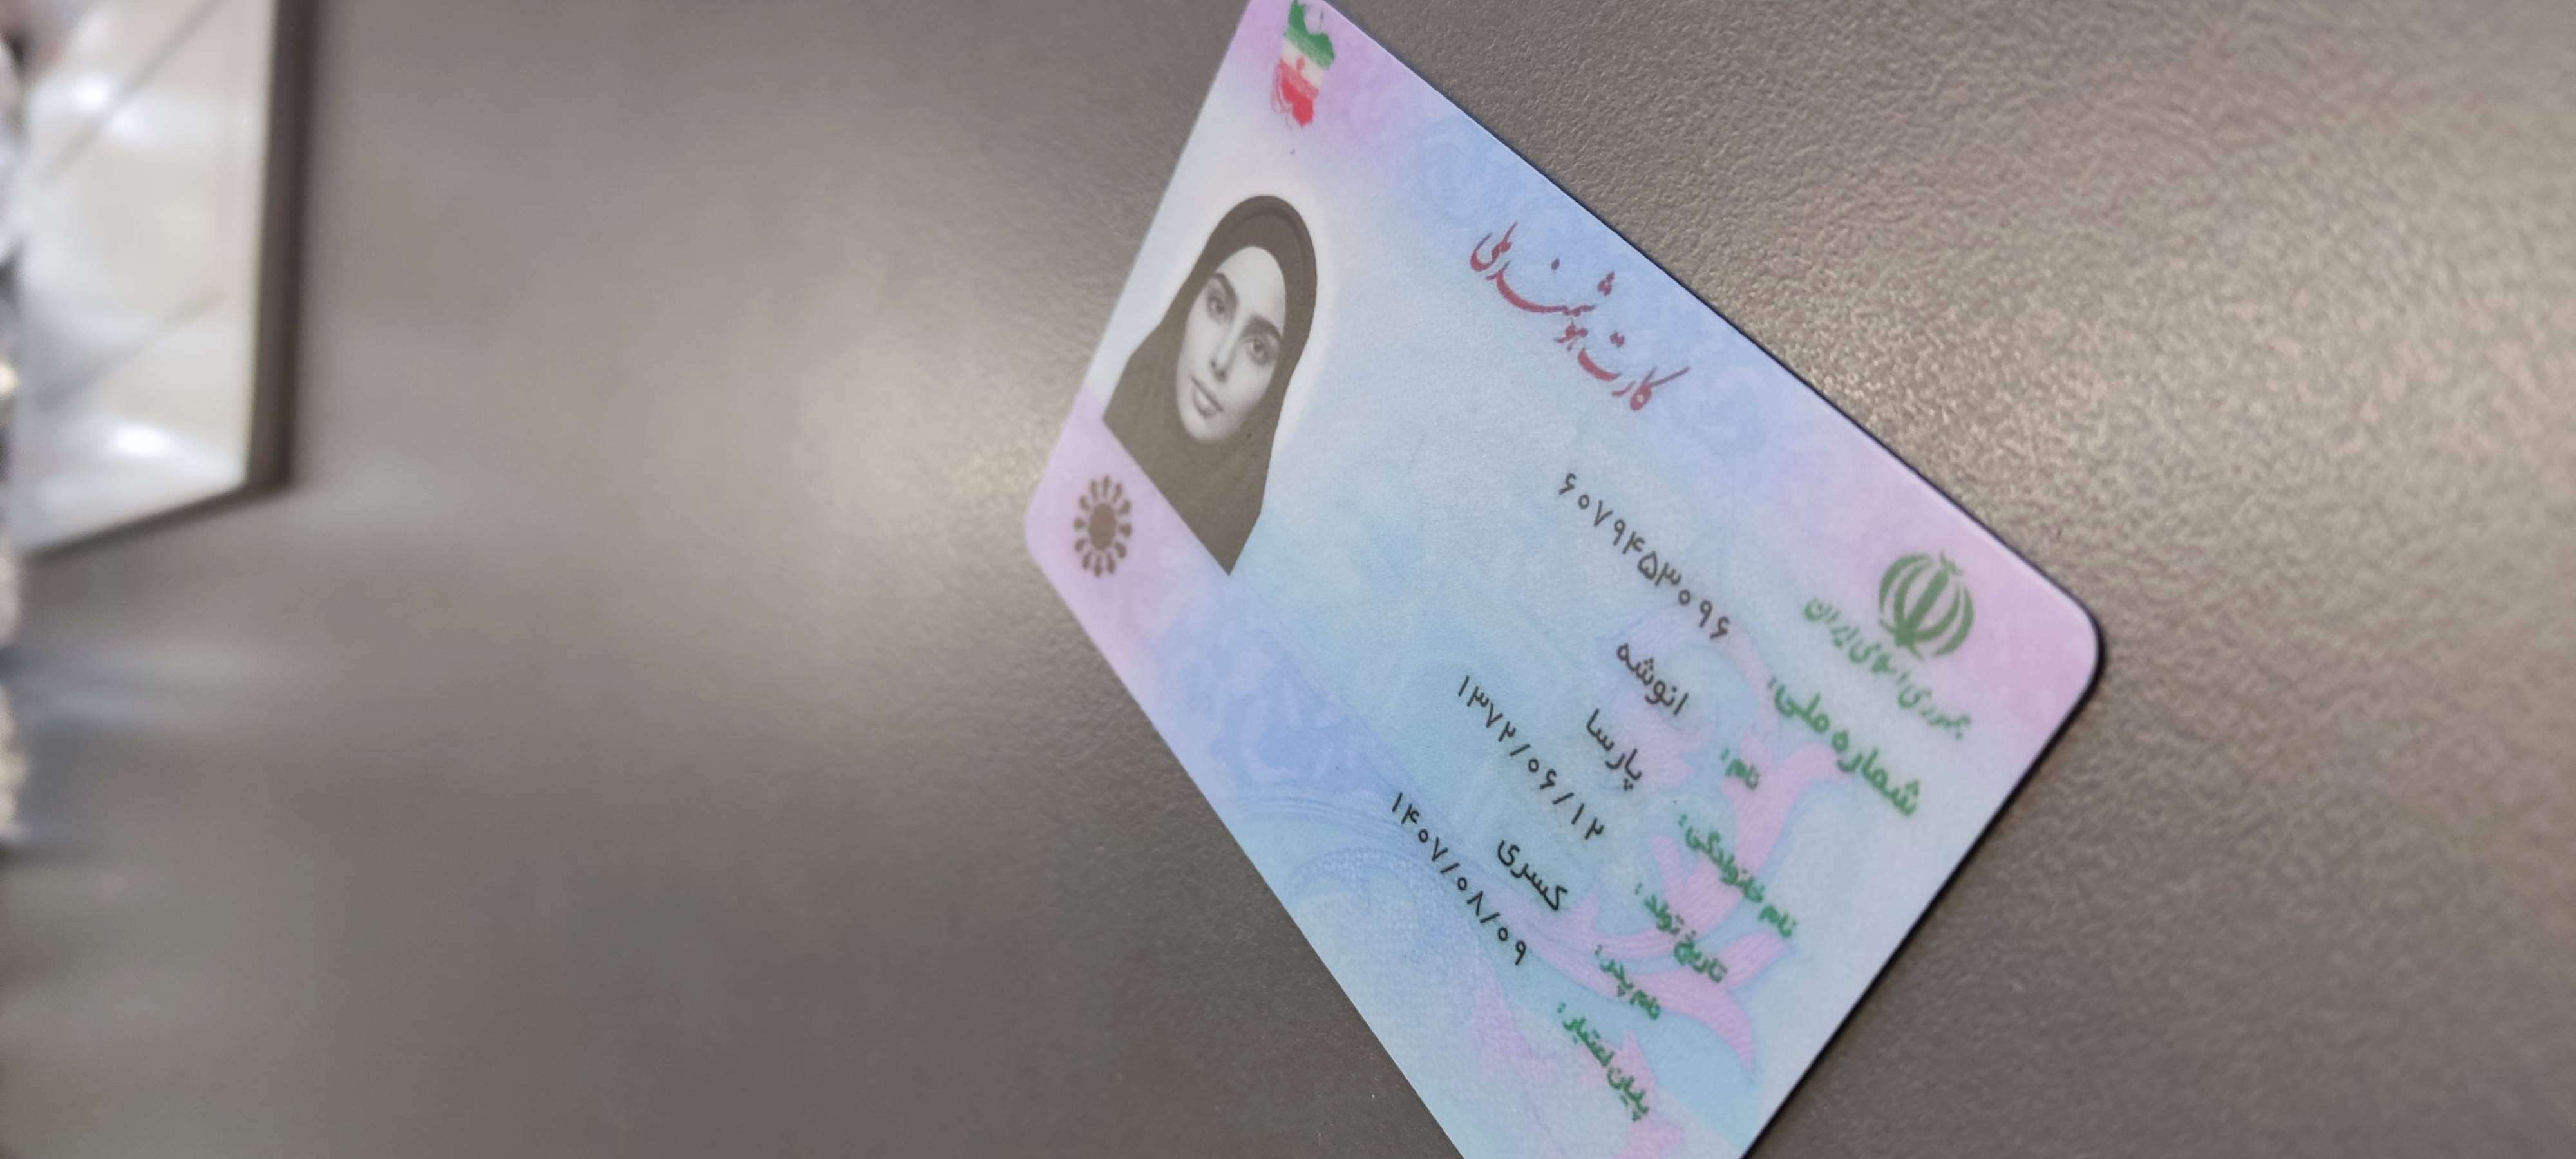 جمهوری اسلامی ایران
کارت هوشمند ملی
شماره ملی: ۶۰۷۹۴۵۳۰۹۶
نام: انوشه
نام خانوادگی: پارسا
تاریخ تولد: ۱۳۷۲/۰۶/۱۲
نام پدر: کسری
پایان اعتبار: ۱۴۰۷/۰۸/۰۹